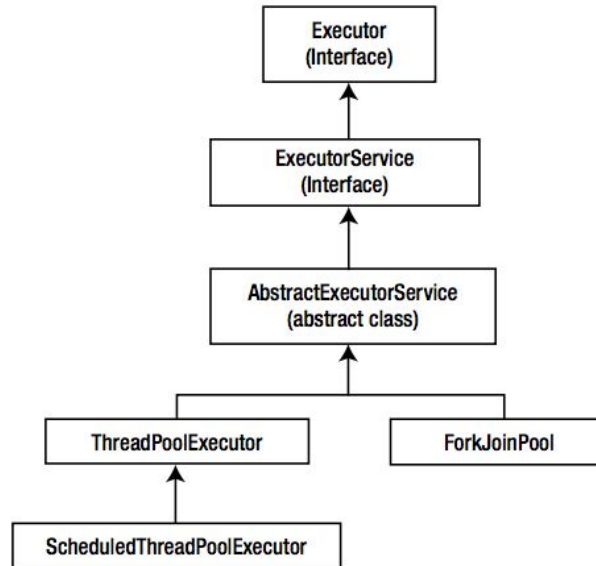 Executor
(Interface)
ExecutorService
(Interface)
AbstractExecutorService
(abstract class)
ThreadPoolExecutor
ForkJoinPool
ScheduledThreadPoolExecutor